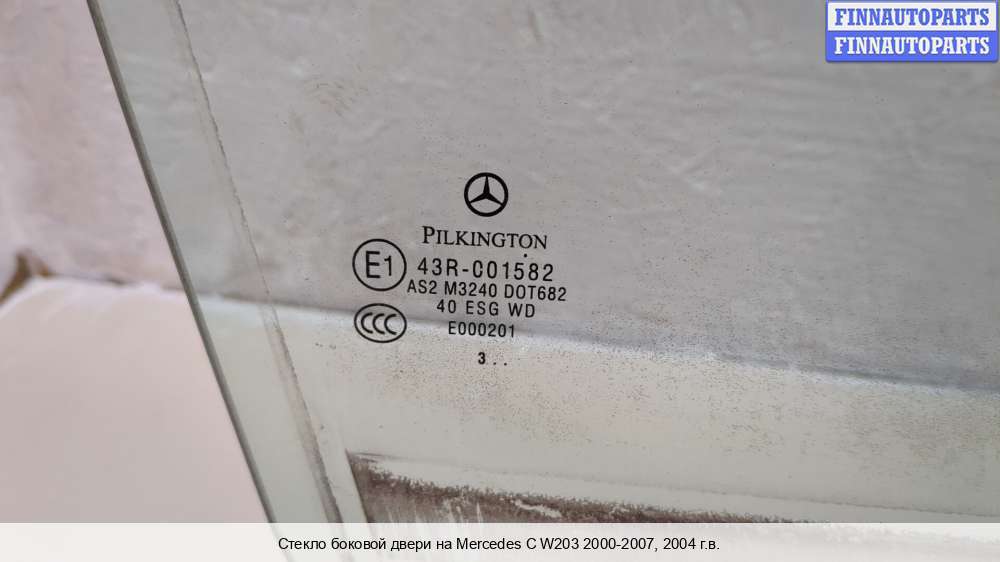 FINNAUTOPARTS
FINNAUTOPARTS
PILKINGTON
E1
43R-001582
AS2 M3240 DOT682
40 ESG WD
CCC
E000201
3 . .
Стекло боковой двери на Mercedes C W203 2000-2007, 2004 г.в.